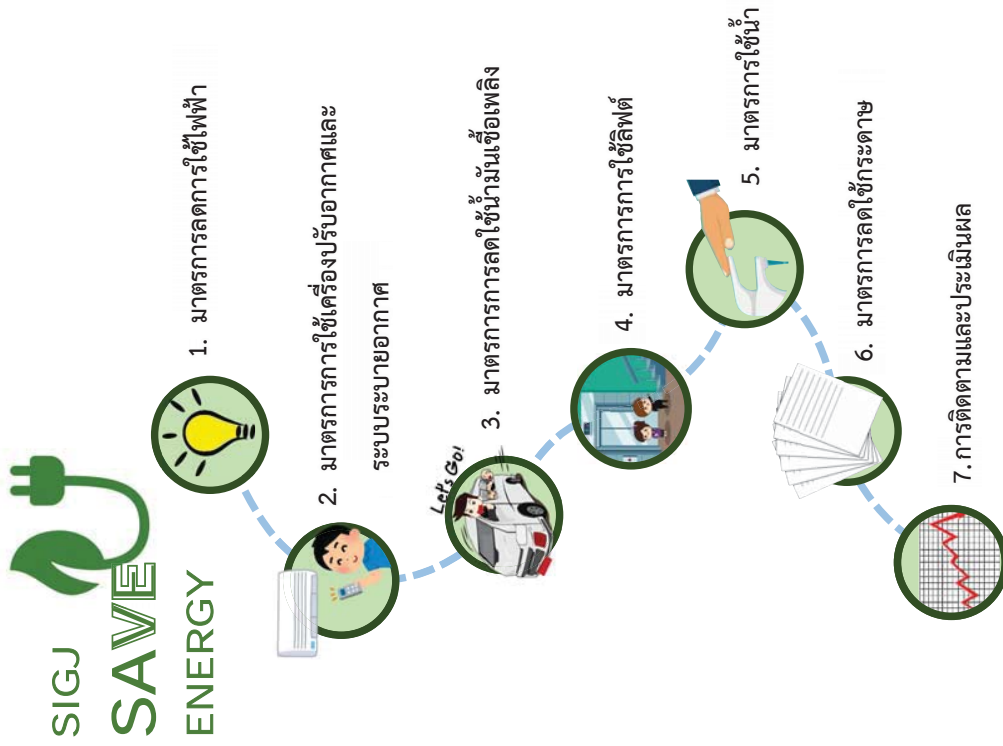 SIGJ
SAVE
ENERGY
1. มาตรการลดการใช้ไฟฟ้า
2. มาตรการการใช้เครื่องปรับอากาศและ
ระบบระบายอากาศ
Let's Go!
3. มาตรการการลดใช้น้ำมันเชื้อเพลิง
4. มาตรการการใช้ลิฟต์
5. มาตรการใช้น้ำ
6. มาตรการลดใช้กระดาษ
7. การติดตามและประเมินผล